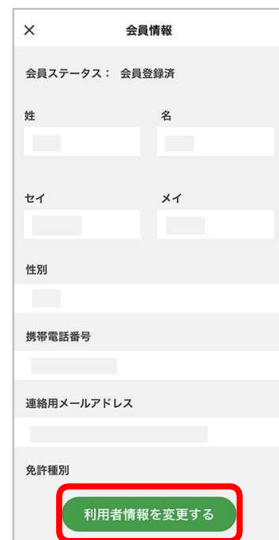 × 会員情報
会員ステータス： 会員登録済
姓 名
セイ メイ
性別
携帯電話番号
連絡用メールアドレス
免許種別
利用者情報を変更する